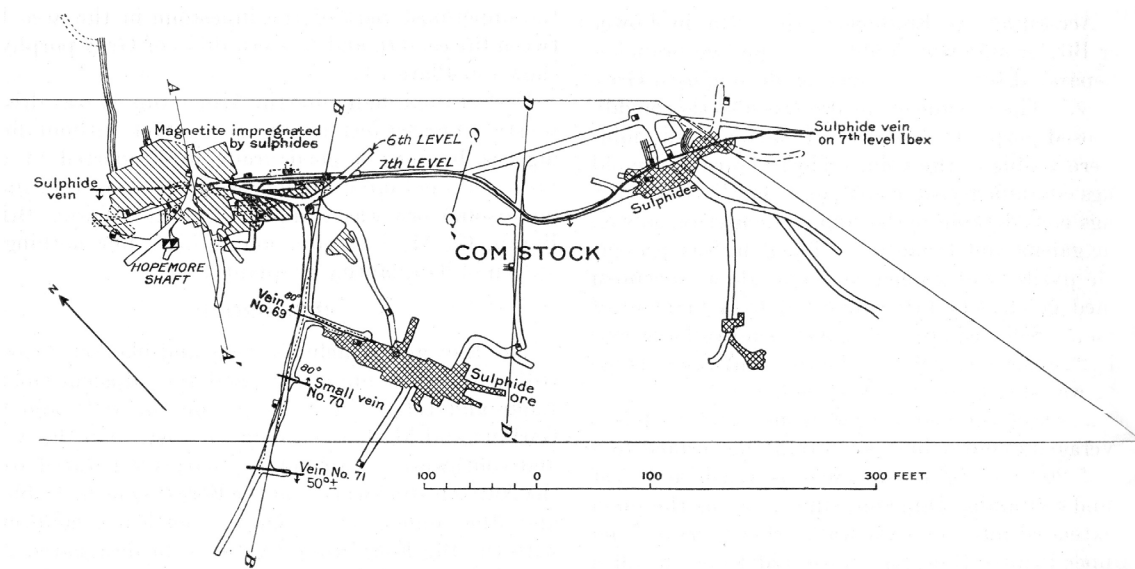 A
B
D
Magnetite impregnated
by sulphides
6th LEVEL
7th LEVEL
C
Sulphide vein
on 7th level Ibex
Sulphide
vein
Sulphides
C'
COMSTOCK
HOPEMORE
SHAFT
N
80°
Vein
No. 69
A'
80°
Small vein
No. 70
Sulphide
ore
D'
Vein No. 71
50°±
100 0 100 300 FEET
B